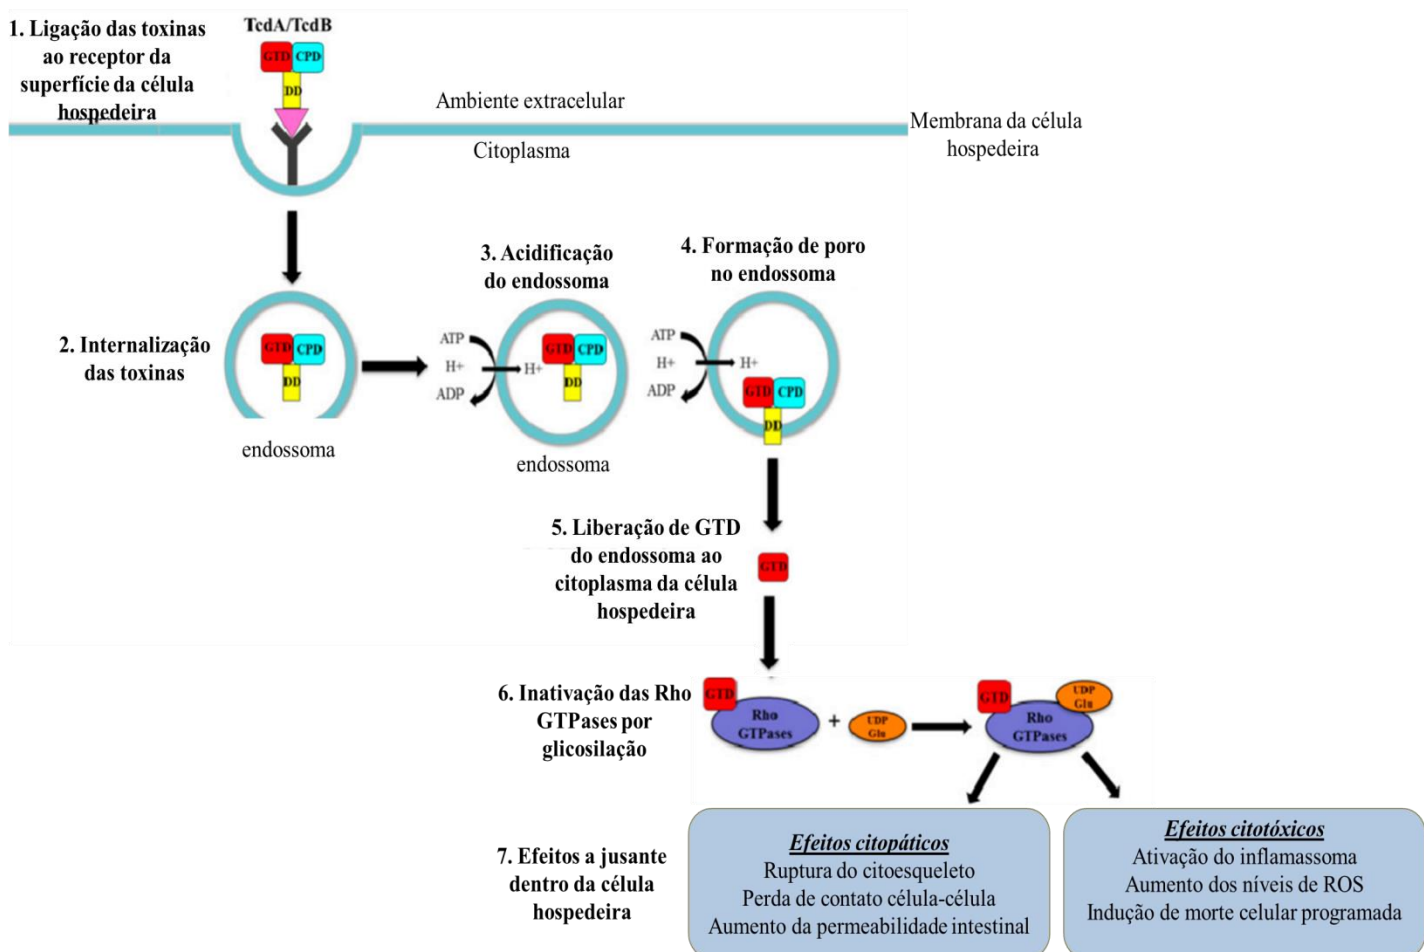 1. Ligação das toxinas
ao receptor da
superfície da célula
hospedeira
TcdA/TcdB
GTD CPD
DD
Ambiente extracelular
Citoplasma
Membrana da célula
hospedeira
2. Internalização
das toxinas
GTD CPD
DD
endossoma
3. Acidificação
do endossoma
ATP
H+
ADP
H+
GTD CPD
DD
endossoma
4. Formação de poro
no endossoma
ATP
H+
ADP
H+
GTD CPD
DD
5. Liberação de GTD
do endossoma ao
citoplasma da célula
hospedeira
GTD
6. Inativação das Rho
GTPases por
glicosilação
GTD
Rho
GTPases
+
UDP
Glu
GTD
UDP
Glu
Rho
GTPases
7. Efeitos a jusante
dentro da célula
hospedeira
Efeitos citopáticos
Ruptura do citoesqueleto
Perda de contato célula-célula
Aumento da permeabilidade intestinal
Efeitos citotóxicos
Ativação do inflamassoma
Aumento dos níveis de ROS
Indução de morte celular programada